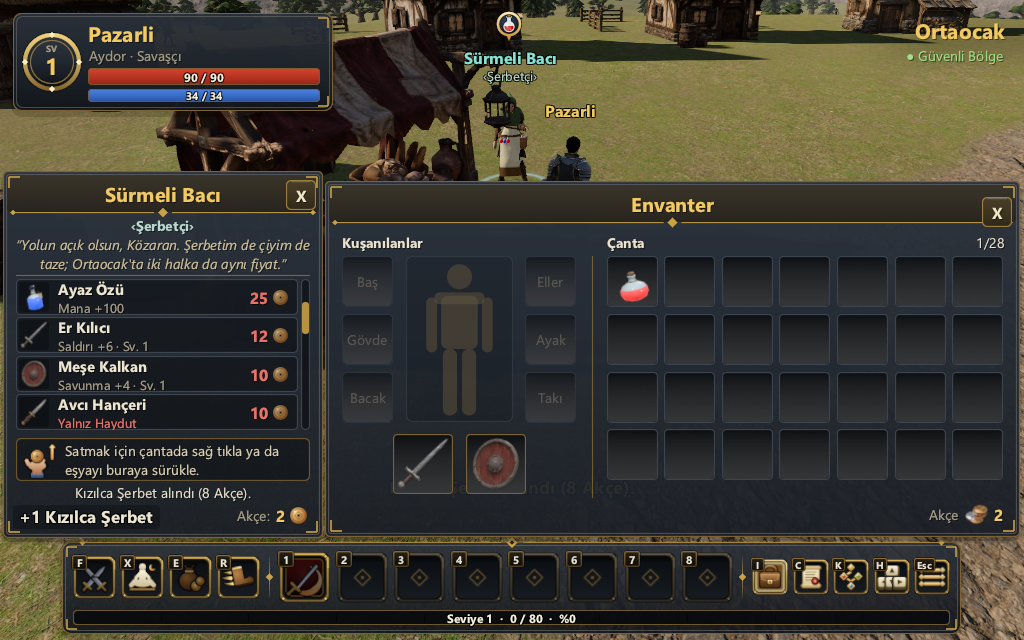 SV
1
Pazarli
Aydor · Savaşçı
90 / 90
34 / 34
Sürmeli Bacı
‹Şerbetçi›
Pazarli
Ortaocak
• Güvenli Bölge
Sürmeli Bacı
X
‹Şerbetçi›
"Yolun açık olsun, Közaran. Şerbetim de çiyim de
taze; Ortaocak'ta iki halka da aynı fiyat."
Ayaz Özü
Mana +100
25
Er Kılıcı
Saldırı +6 · Sv. 1
12
Meşe Kalkan
Savunma +4 · Sv. 1
10
Avcı Hançeri
Yalnız Haydut
10
Satmak için çantada sağ tıkla ya da
eşyayı buraya sürükle.
Kızılca Şerbet alındı (8 Akçe).
+1 Kızılca Şerbet
Akçe: 2
Envanter
X
Kuşanılanlar
Baş
Gövde
Bacak
Eller
Ayak
Takı
Çanta
1/28
Akçe 2
F
X
E
R
1
2
3
4
5
6
7
8
I
C
K
H
Esc
Seviye 1 · 0 / 80 · %0